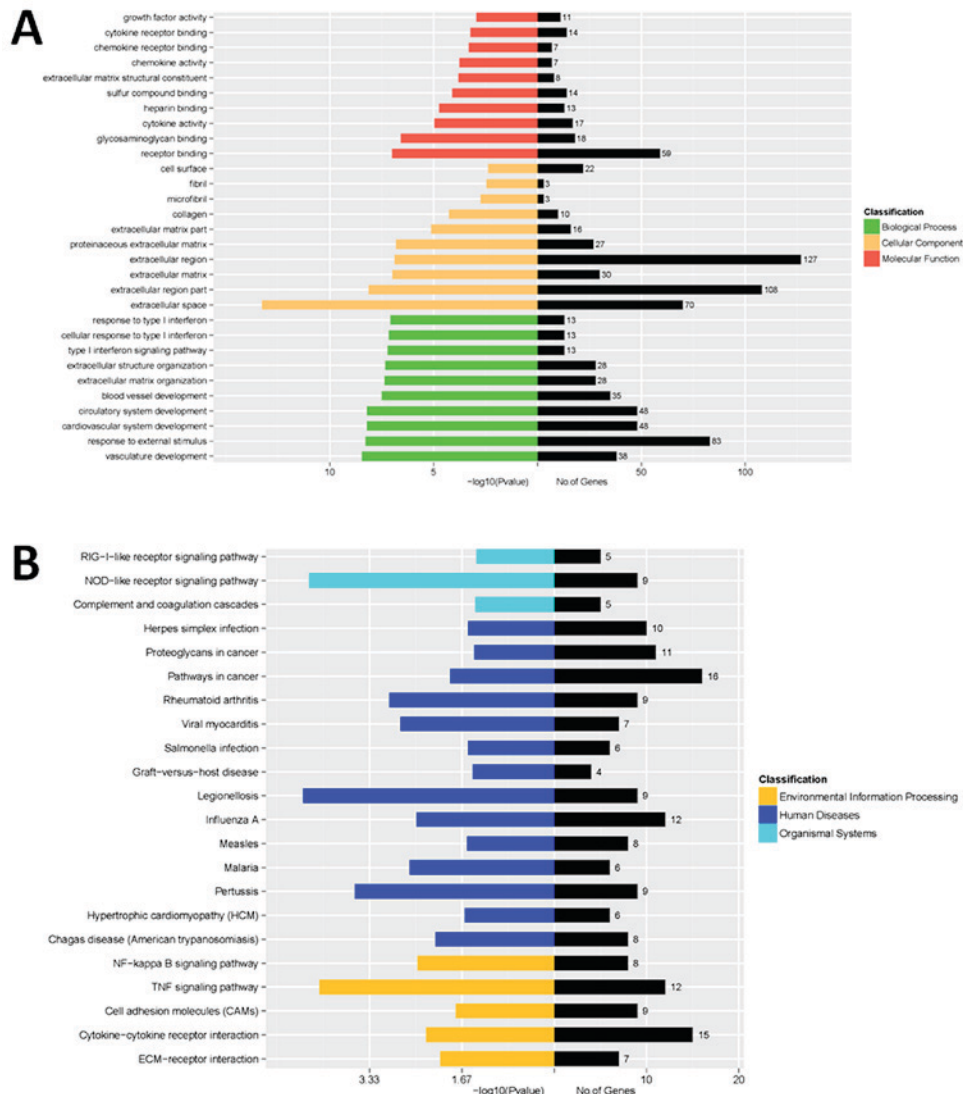 A
growth factor activity 11
cytokine receptor binding 14
chemokine receptor binding 7
chemokine activity 7
extracellular matrix structural constituent 8
sulfur compound binding 14
heparin binding 13
cytokine activity 17
glycosaminoglycan binding 18
receptor binding 59
cell surface 22
fibril 3
microfibril 3
collagen 10
extracellular matrix part 16
proteinaceous extracellular matrix 27
extracellular region 127
extracellular matrix 30
extracellular region part 108
extracellular space 70
response to type I interferon 13
cellular response to type I interferon 13
type I interferon signaling pathway 13
extracellular structure organization 28
extracellular matrix organization 28
blood vessel development 35
circulatory system development 48
cardiovascular system development 48
response to external stimulus 83
vasculature development 38
10 5 50 100
-log10(Pvalue) No of Genes
Classification
Biological Process
Cellular Component
Molecular Function
B
RIG-I-like receptor signaling pathway 5
NOD-like receptor signaling pathway 9
Complement and coagulation cascades 5
Herpes simplex infection 10
Proteoglycans in cancer 11
Pathways in cancer 16
Rheumatoid arthritis 9
Viral myocarditis 7
Salmonella infection 6
Graft-versus-host disease 4
Legionellosis 9
Influenza A 12
Measles 8
Malaria 6
Pertussis 9
Hypertrophic cardiomyopathy (HCM) 6
Chagas disease (American trypanosomiasis) 8
NF-kappa B signaling pathway 8
TNF signaling pathway 12
Cell adhesion molecules (CAMs) 9
Cytokine-cytokine receptor interaction 15
ECM-receptor interaction 7
3.33 1.67 10 20
-log10(Pvalue) No of Genes
Classification
Environmental Information Processing
Human Diseases
Organismal Systems